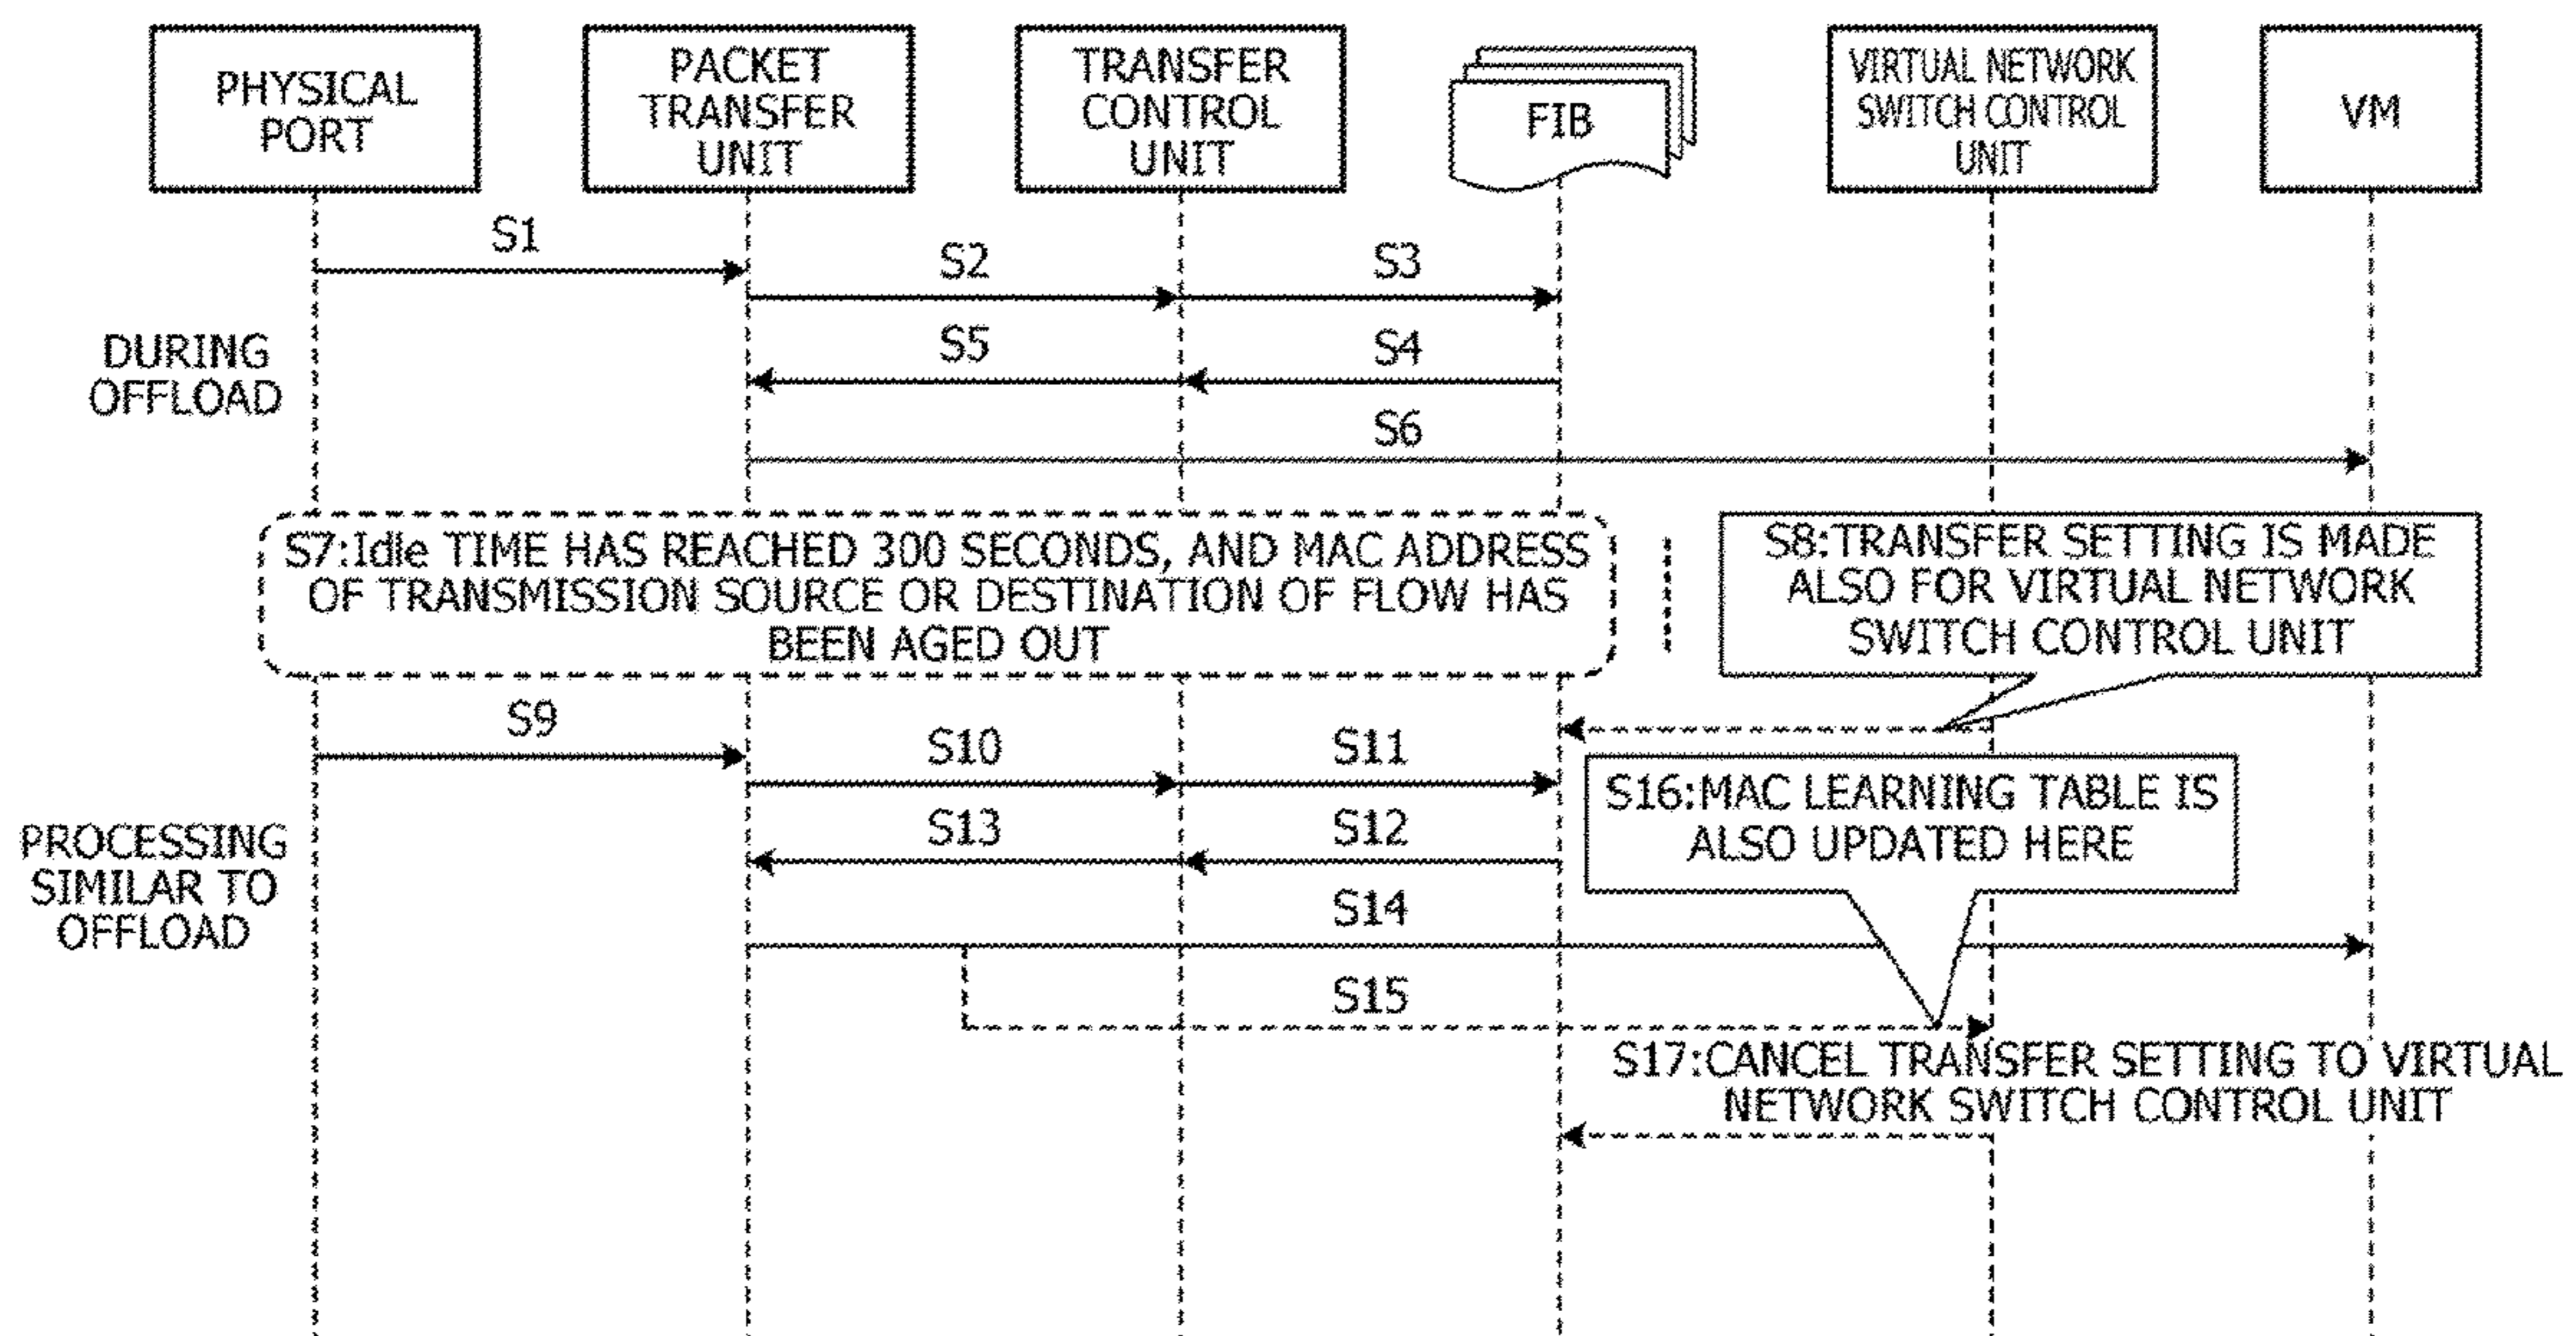 PHYSICAL
PORT
PACKET
TRANSFER
UNIT
TRANSFER
CONTROL
UNIT
FIB
VIRTUAL NETWORK
SWITCH CONTROL
UNIT
VM
S1
S2
S3
DURING
OFFLOAD
S5
S4
S6
S7:Idle TIME HAS REACHED 300 SECONDS, AND MAC ADDRESS
OF TRANSMISSION SOURCE OR DESTINATION OF FLOW HAS
BEEN AGED OUT
S8:TRANSFER SETTING IS MADE
ALSO FOR VIRTUAL NETWORK
SWITCH CONTROL UNIT
S9
S10
S11
S16:MAC LEARNING TABLE IS
ALSO UPDATED HERE
PROCESSING
SIMILAR TO
OFFLOAD
S13
S12
S14
S15
S17:CANCEL TRANSFER SETTING TO VIRTUAL
NETWORK SWITCH CONTROL UNIT